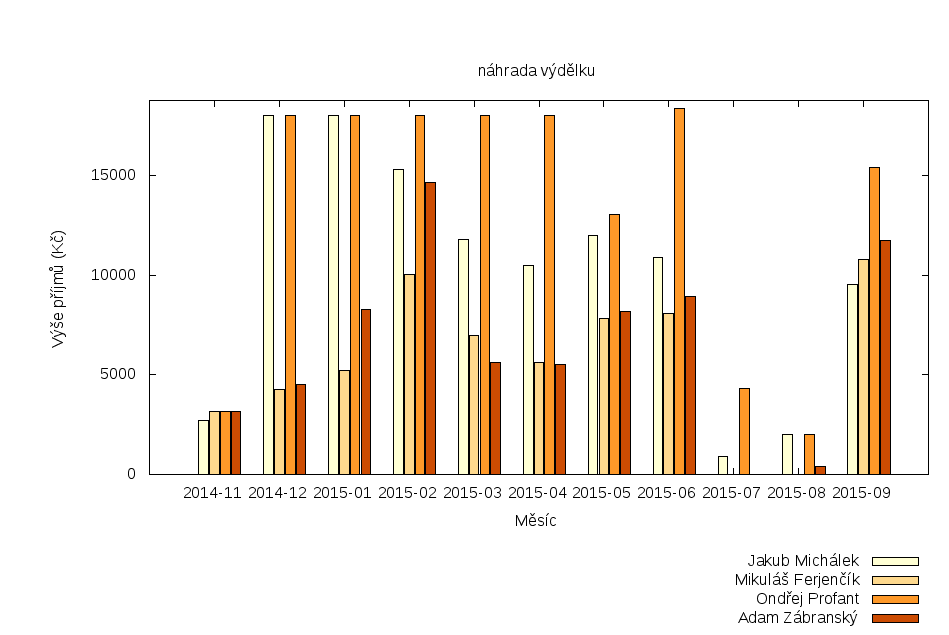 náhrada výdělku
Výše příjmů (Kč)
15000
10000
5000
0
2014-11 2014-12 2015-01 2015-02 2015-03 2015-04 2015-05 2015-06 2015-07 2015-08 2015-09
Měsíc
Jakub Michálek
Mikuláš Ferjenčík
Ondřej Profant
Adam Zábranský